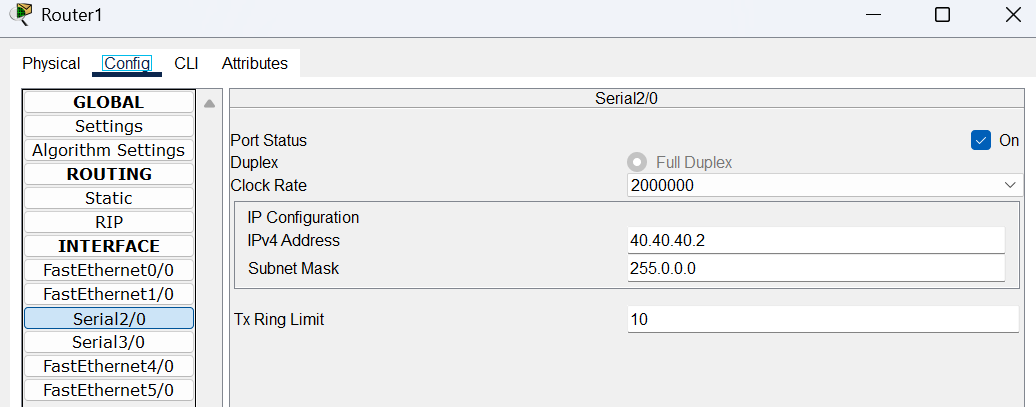 Router1
Physical Config CLI Attributes
GLOBAL
Settings
Algorithm Settings
ROUTING
Static
RIP
INTERFACE
FastEthernet0/0
FastEthernet1/0
Serial2/0
Serial3/0
FastEthernet4/0
FastEthernet5/0
Serial2/0
Port Status On
Duplex Full Duplex
Clock Rate 2000000
IP Configuration
IPv4 Address 40.40.40.2
Subnet Mask 255.0.0.0
Tx Ring Limit 10